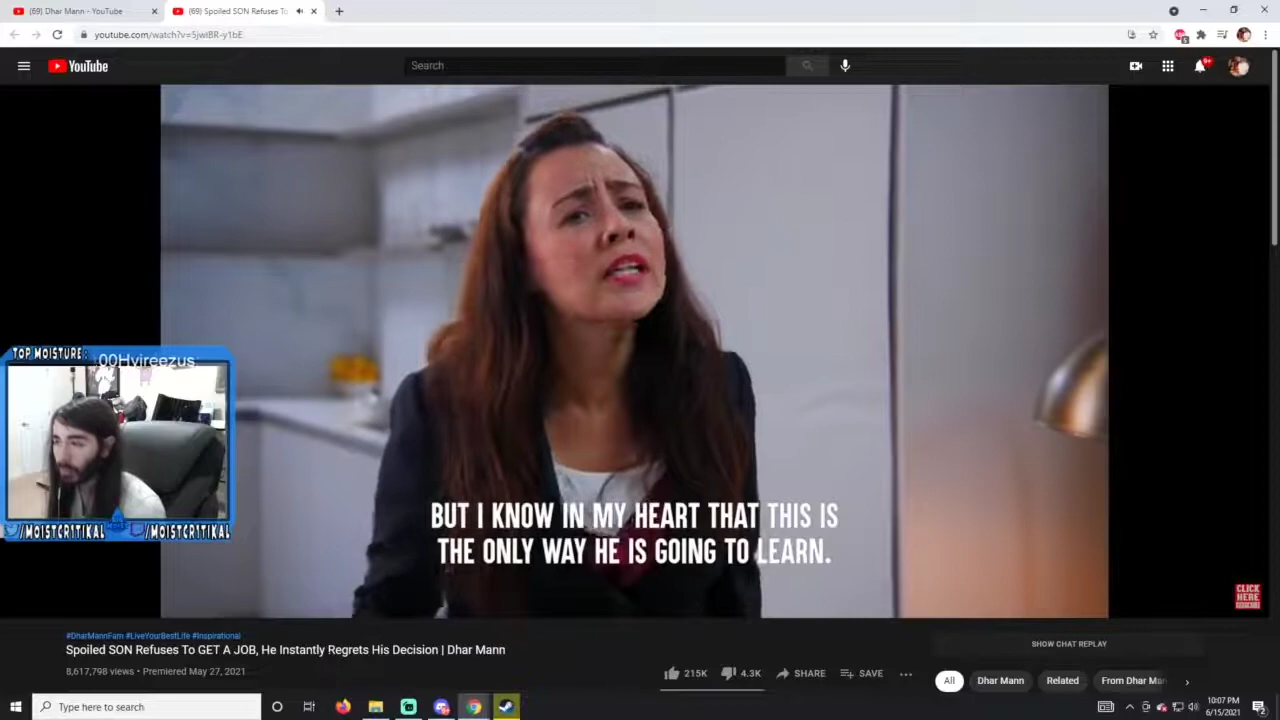 (69) Dhar Mann - YouTube
(69) Spoiled SON Refuses To
youtube.com/watch?v=5jwIBR-y1bE
YouTube
Search
9+
TOP MOISTURE:
:00Hvireezus
/MOISTCR1TIKAL
/MOISTCR1TIKAL
BUT I KNOW IN MY HEART THAT THIS IS
THE ONLY WAY HE IS GOING TO LEARN.
CLICK
HERE
#DharMannFam #LiveYourBestLife #Inspirational
Spoiled SON Refuses To GET A JOB, He Instantly Regrets His Decision | Dhar Mann
8,617,798 views • Premiered May 27, 2021
215K
4.3K
SHARE
SAVE
SHOW CHAT REPLAY
All
Dhar Mann
Related
From Dhar Man
Type here to search
10:07 PM
6/15/2021
2